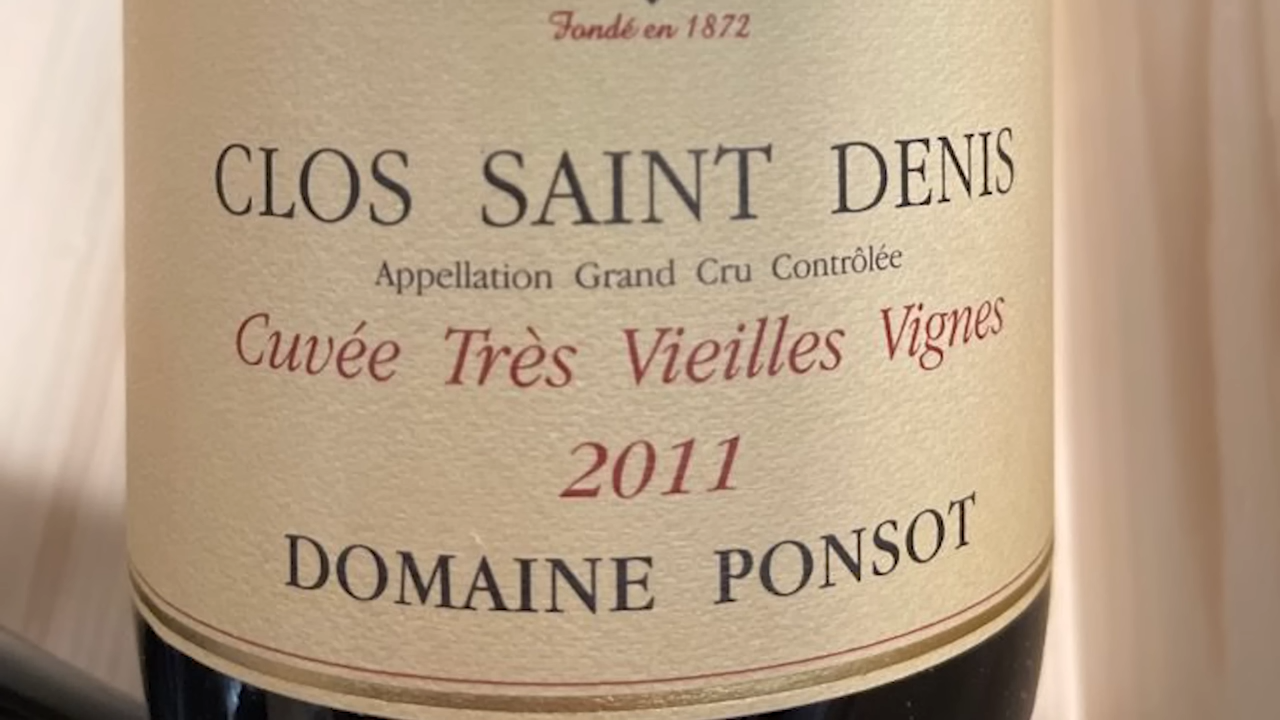 Fondé en 1872
CLOS SAINT DENIS
Appellation Grand Cru Contrôlée
Cuvée Très Vieilles Vignes
2011
DOMAINE PONSOT